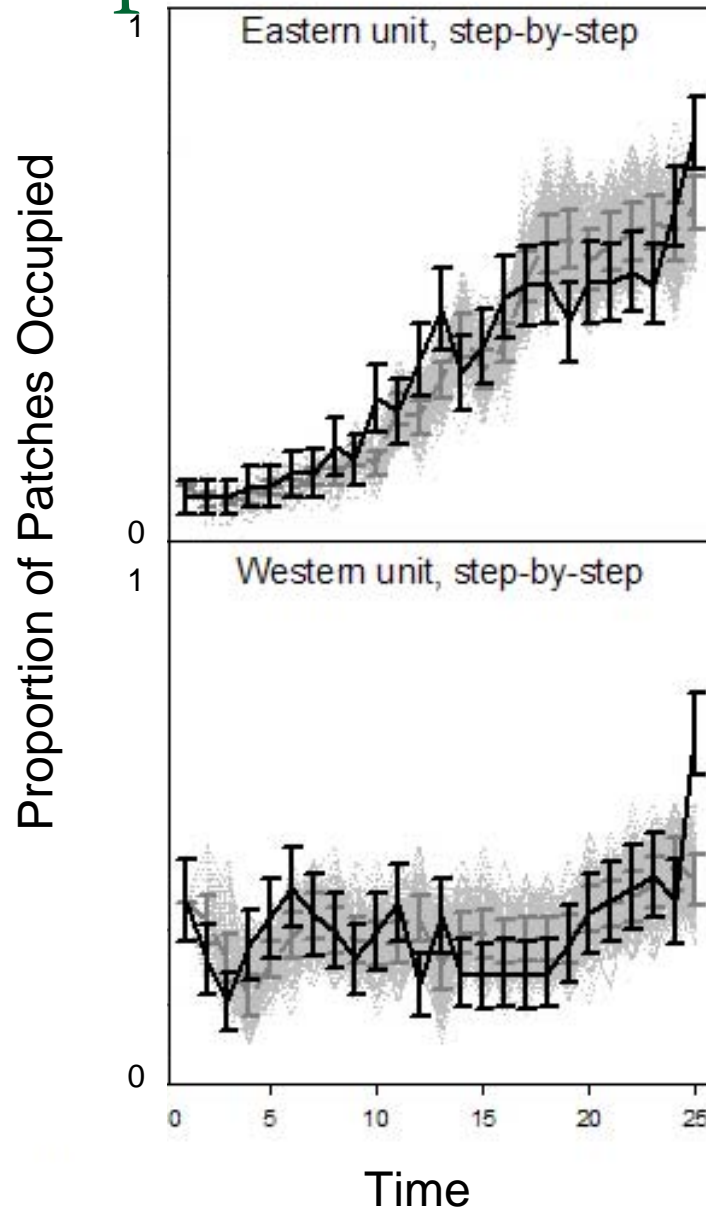 1
Eastern unit, step-by-step
Proportion of Patches Occupied
0
1
Western unit, step-by-step
0
0 5 10 15 20 25
Time